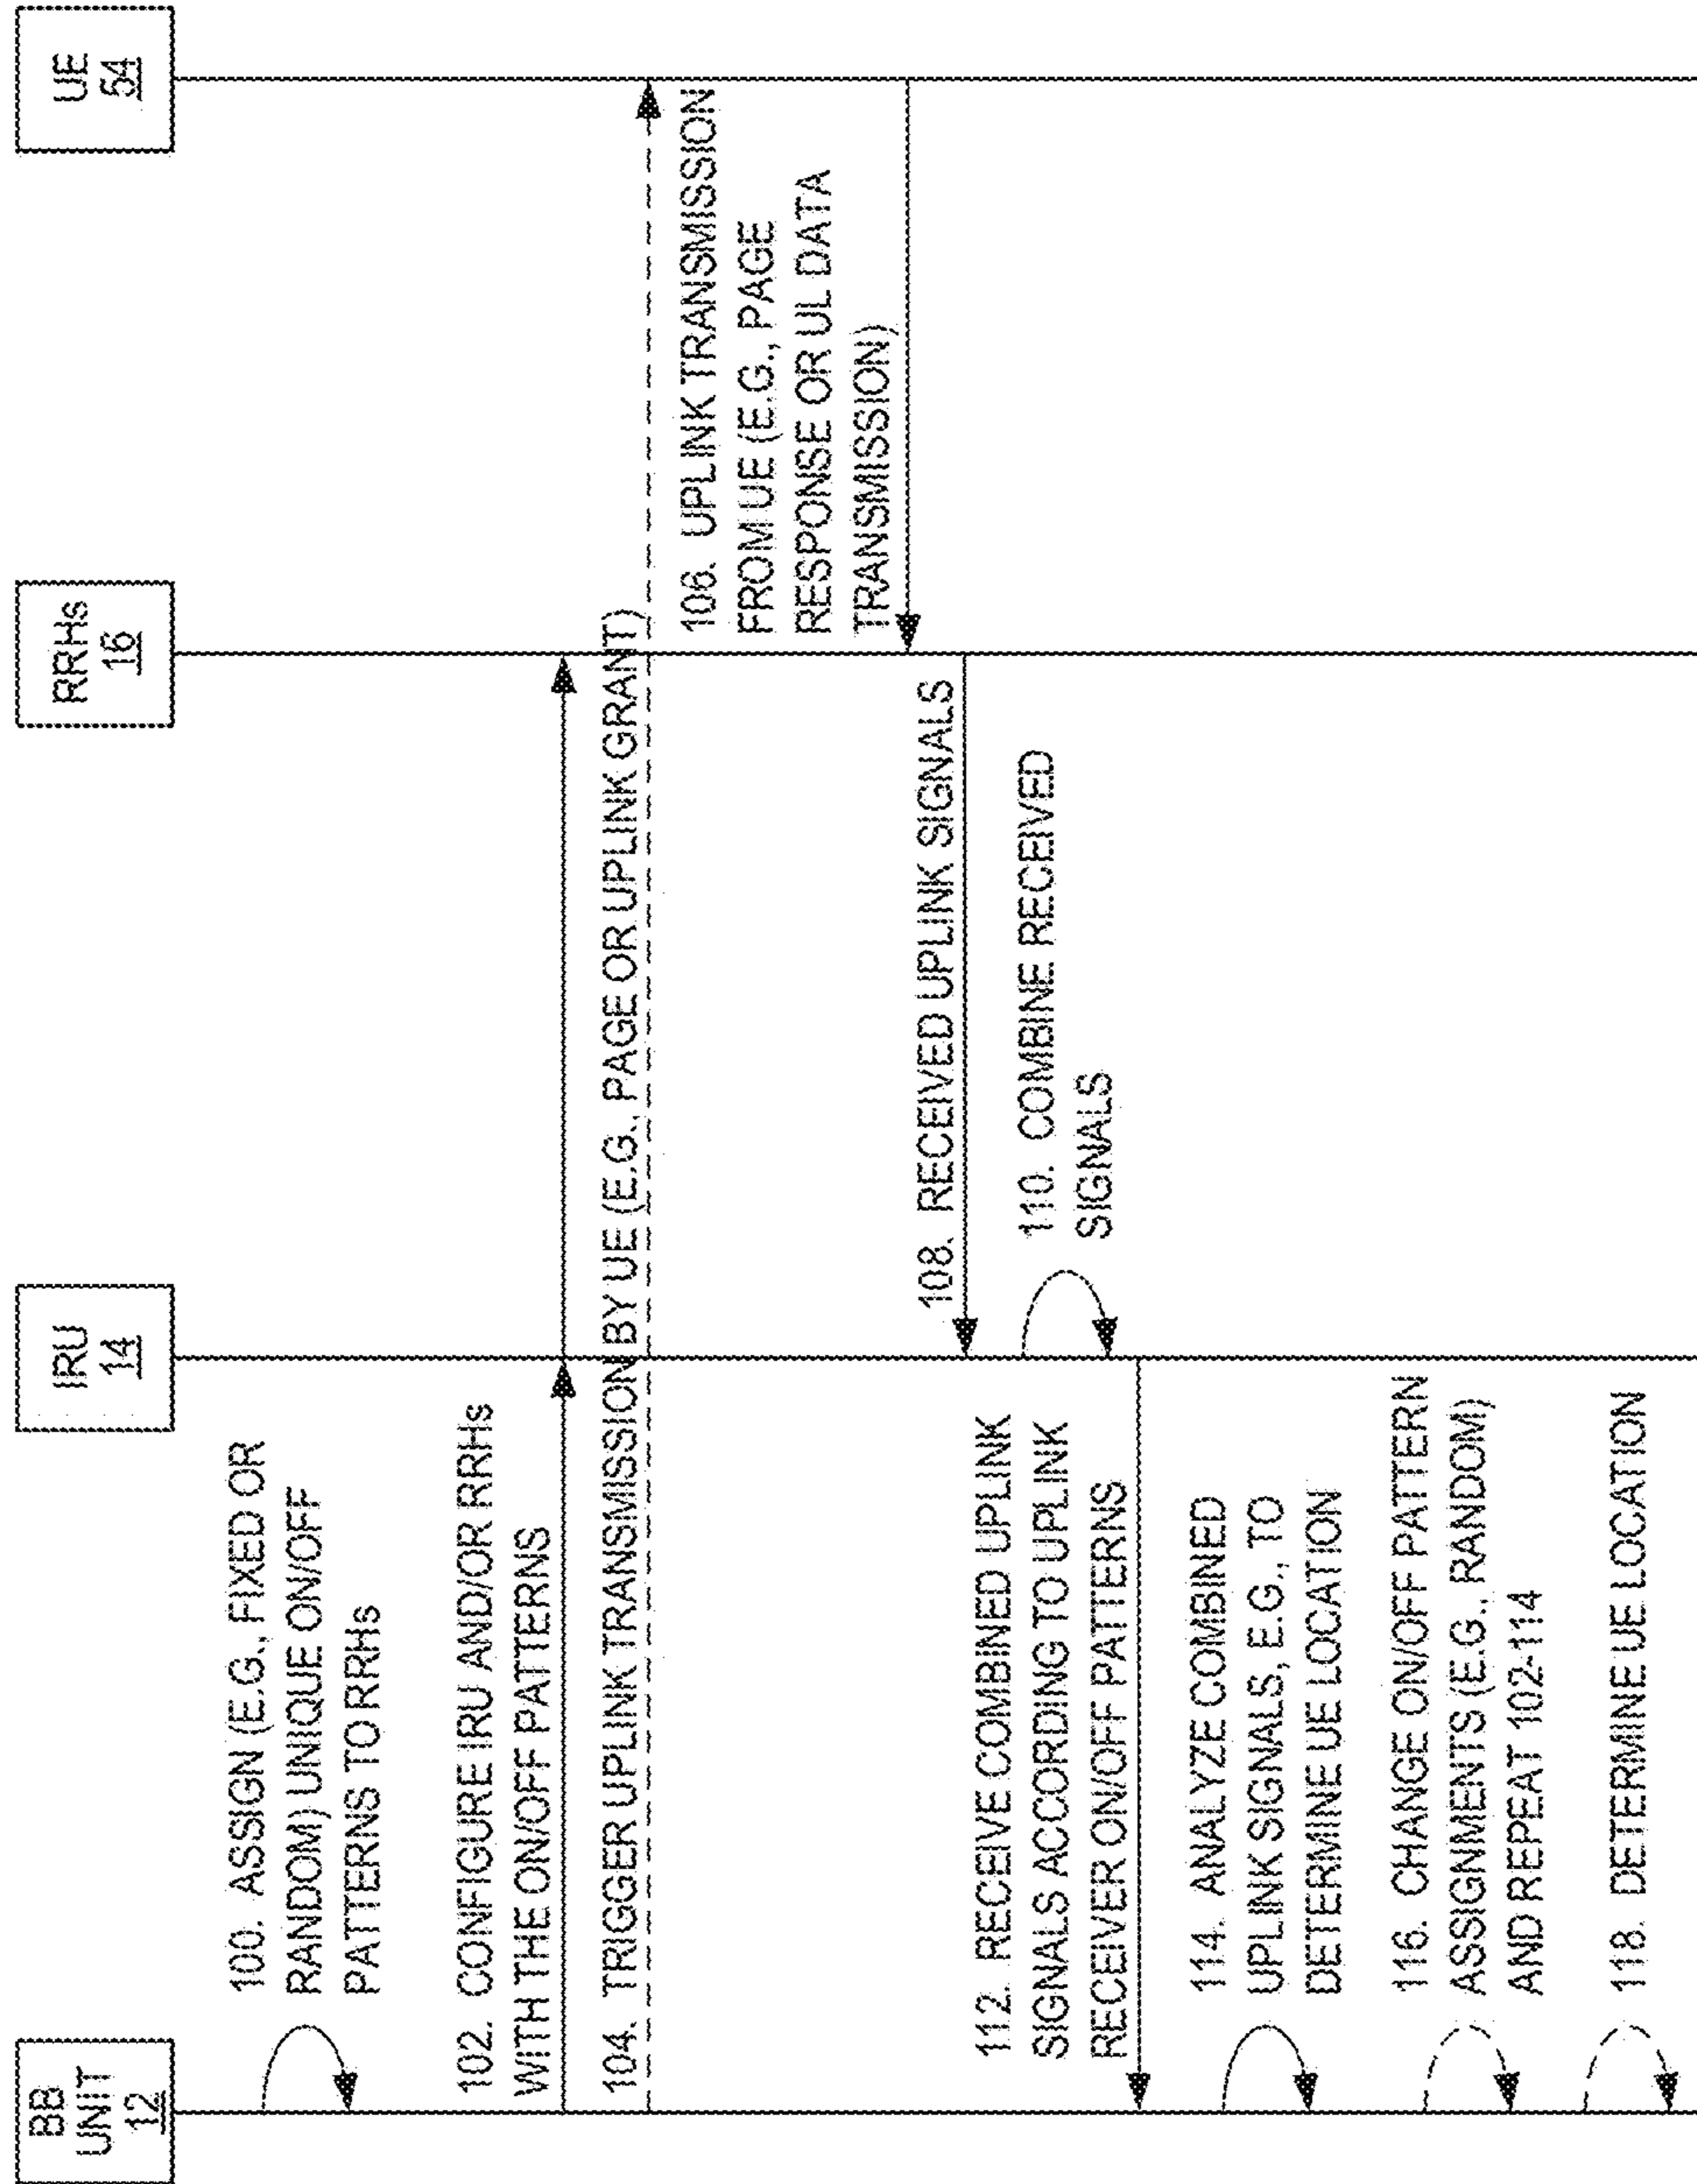 BB
UNIT
12
IRU
14
RRHs
16
UE
54
100. ASSIGN (E.G., FIXED OR
RANDOM) UNIQUE ON/OFF
PATTERNS TO RRHs
102. CONFIGURE IRU AND/OR RRHs
WITH THE ON/OFF PATTERNS
104. TRIGGER UPLINK TRANSMISSION BY UE (E.G., PAGE OR UPLINK GRANT)
106. UPLINK TRANSMISSION
FROM UE (E.G., PAGE
RESPONSE OR UL DATA
TRANSMISSION)
108. RECEIVED UPLINK SIGNALS
110. COMBINE RECEIVED
SIGNALS
112. RECEIVE COMBINED UPLINK
SIGNALS ACCORDING TO UPLINK
RECEIVER ON/OFF PATTERNS
114. ANALYZE COMBINED
UPLINK SIGNALS, E.G., TO
DETERMINE UE LOCATION
116. CHANGE ON/OFF PATTERN
ASSIGNMENTS (E.G., RANDOM)
AND REPEAT 102-114
118. DETERMINE UE LOCATION